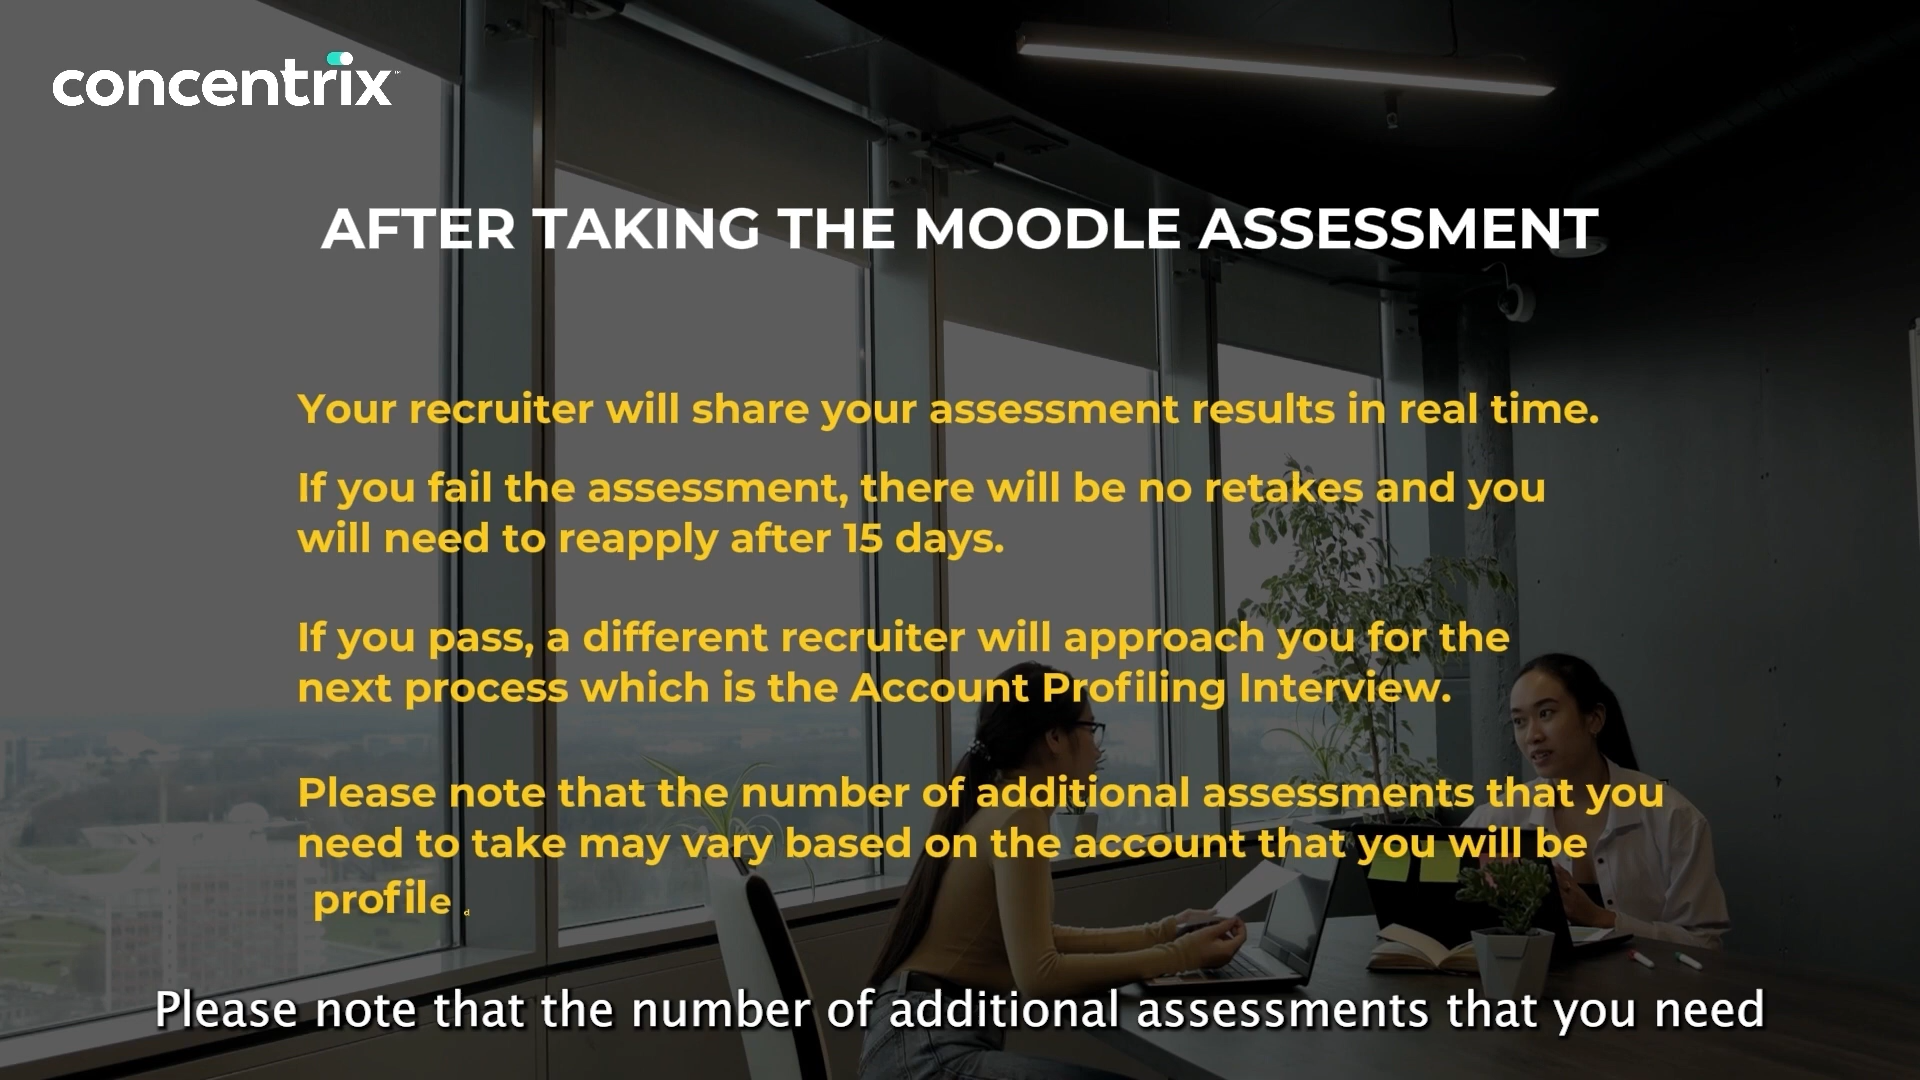 concentrix
AFTER TAKING THE MOODLE ASSESSMENT
Your recruiter will share your assessment results in real time.
If you fail the assessment, there will be no retakes and you
will need to reapply after 15 days.
If you pass, a different recruiter will approach you for the
next process which is the Account Profiling Interview.
Please note that the number of additional assessments that you
need to take may vary based on the account that you will be
profile d
Please note that the number of additional assessments that you need